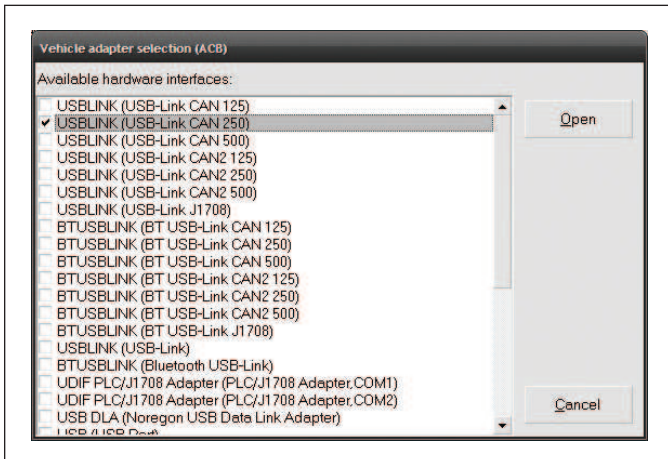 Vehicle adapter selection (ACB)
Available hardware interfaces:
USBLINK (USB-Link CAN 125)
USBLINK (USB-Link CAN 250)
USBLINK (USB-Link CAN 500)
USBLINK (USB-Link CAN2 125)
USBLINK (USB-Link CAN2 250)
USBLINK (USB-Link CAN2 500)
USBLINK (USB-Link J1708)
BTUSBLINK (BT USB-Link CAN 125)
BTUSBLINK (BT USB-Link CAN 250)
BTUSBLINK (BT USB-Link CAN 500)
BTUSBLINK (BT USB-Link CAN2 125)
BTUSBLINK (BT USB-Link CAN2 250)
BTUSBLINK (BT USB-Link CAN2 500)
BTUSBLINK (BT USB-Link J1708)
USBLINK (USB-Link)
BTUSBLINK (Bluetooth USB-Link)
UDIF PLC/J1708 Adapter (PLC/J1708 Adapter,COM1)
UDIF PLC/J1708 Adapter (PLC/J1708 Adapter,COM2)
USB DLA (Noregon USB Data Link Adapter)
USB (USB Port)
Open
Cancel